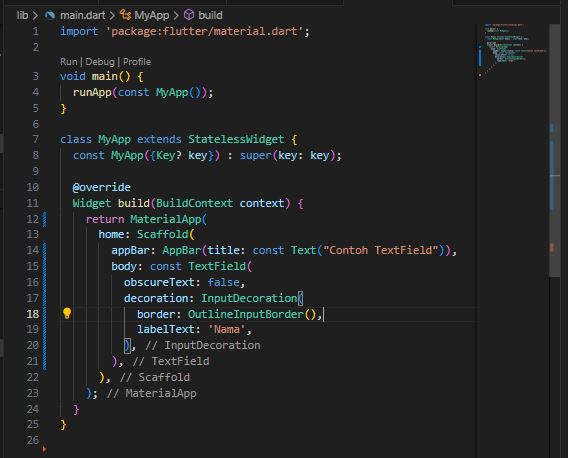 lib > main.dart > MyApp > build
1 import 'package:flutter/material.dart';
2
Run | Debug | Profile
3 void main() {
4   runApp(const MyApp());
5 }
6
7 class MyApp extends StatelessWidget {
8   const MyApp({Key? key}) : super(key: key);
9
10   @override
11   Widget build(BuildContext context) {
12     return MaterialApp(
13       home: Scaffold(
14         appBar: AppBar(title: const Text("Contoh TextField")),
15         body: const TextField(
16           obscureText: false,
17           decoration: InputDecoration(
18             border: OutlineInputBorder(),
19             labelText: 'Nama',
20           ), // InputDecoration
21         ), // TextField
22       ), // Scaffold
23     ); // MaterialApp
24   }
25 }
26